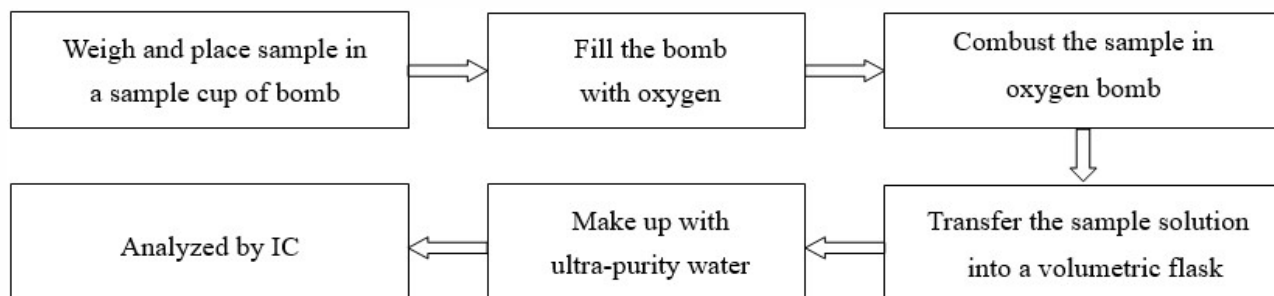 Weigh and place sample in
a sample cup of bomb
Fill the bomb
with oxygen
Combust the sample in
oxygen bomb
Transfer the sample solution
into a volumetric flask
Make up with
ultra-purity water
Analyzed by IC